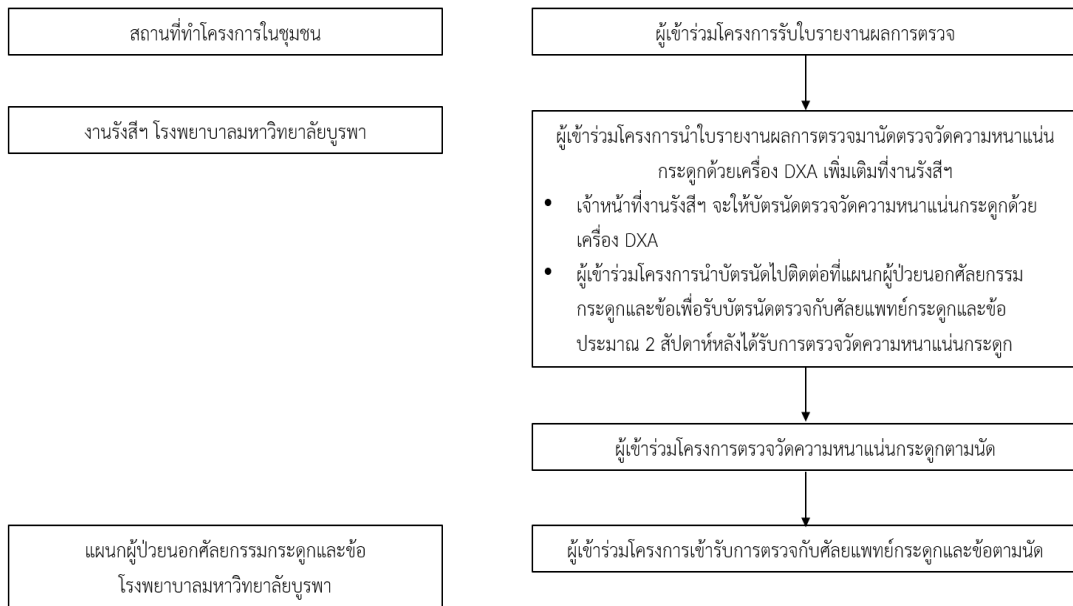 สถานที่ทำโครงการในชุมชน
ผู้เข้าร่วมโครงการรับใบรายงานผลการตรวจ
งานรังสีฯ โรงพยาบาลมหาวิทยาลัยบูรพา
ผู้เข้าร่วมโครงการนำใบรายงานผลการตรวจมานัดตรวจวัดความหนาแน่น
กระดูกด้วยเครื่อง DXA เพิ่มเติมที่งานรังสีฯ
• เจ้าหน้าที่งานรังสีฯ จะให้บัตรนัดตรวจวัดความหนาแน่นกระดูกด้วย
เครื่อง DXA
• ผู้เข้าร่วมโครงการนำบัตรนัดไปติดต่อที่แผนกผู้ป่วยนอกศัลยกรรม
กระดูกและข้อเพื่อรับบัตรนัดตรวจกับศัลยแพทย์กระดูกและข้อ
ประมาณ 2 สัปดาห์หลังได้รับการตรวจวัดความหนาแน่นกระดูก
ผู้เข้าร่วมโครงการตรวจวัดความหนาแน่นกระดูกตามนัด
แผนกผู้ป่วยนอกศัลยกรรมกระดูกและข้อ
โรงพยาบาลมหาวิทยาลัยบูรพา
ผู้เข้าร่วมโครงการเข้ารับการตรวจกับศัลยแพทย์กระดูกและข้อตามนัด